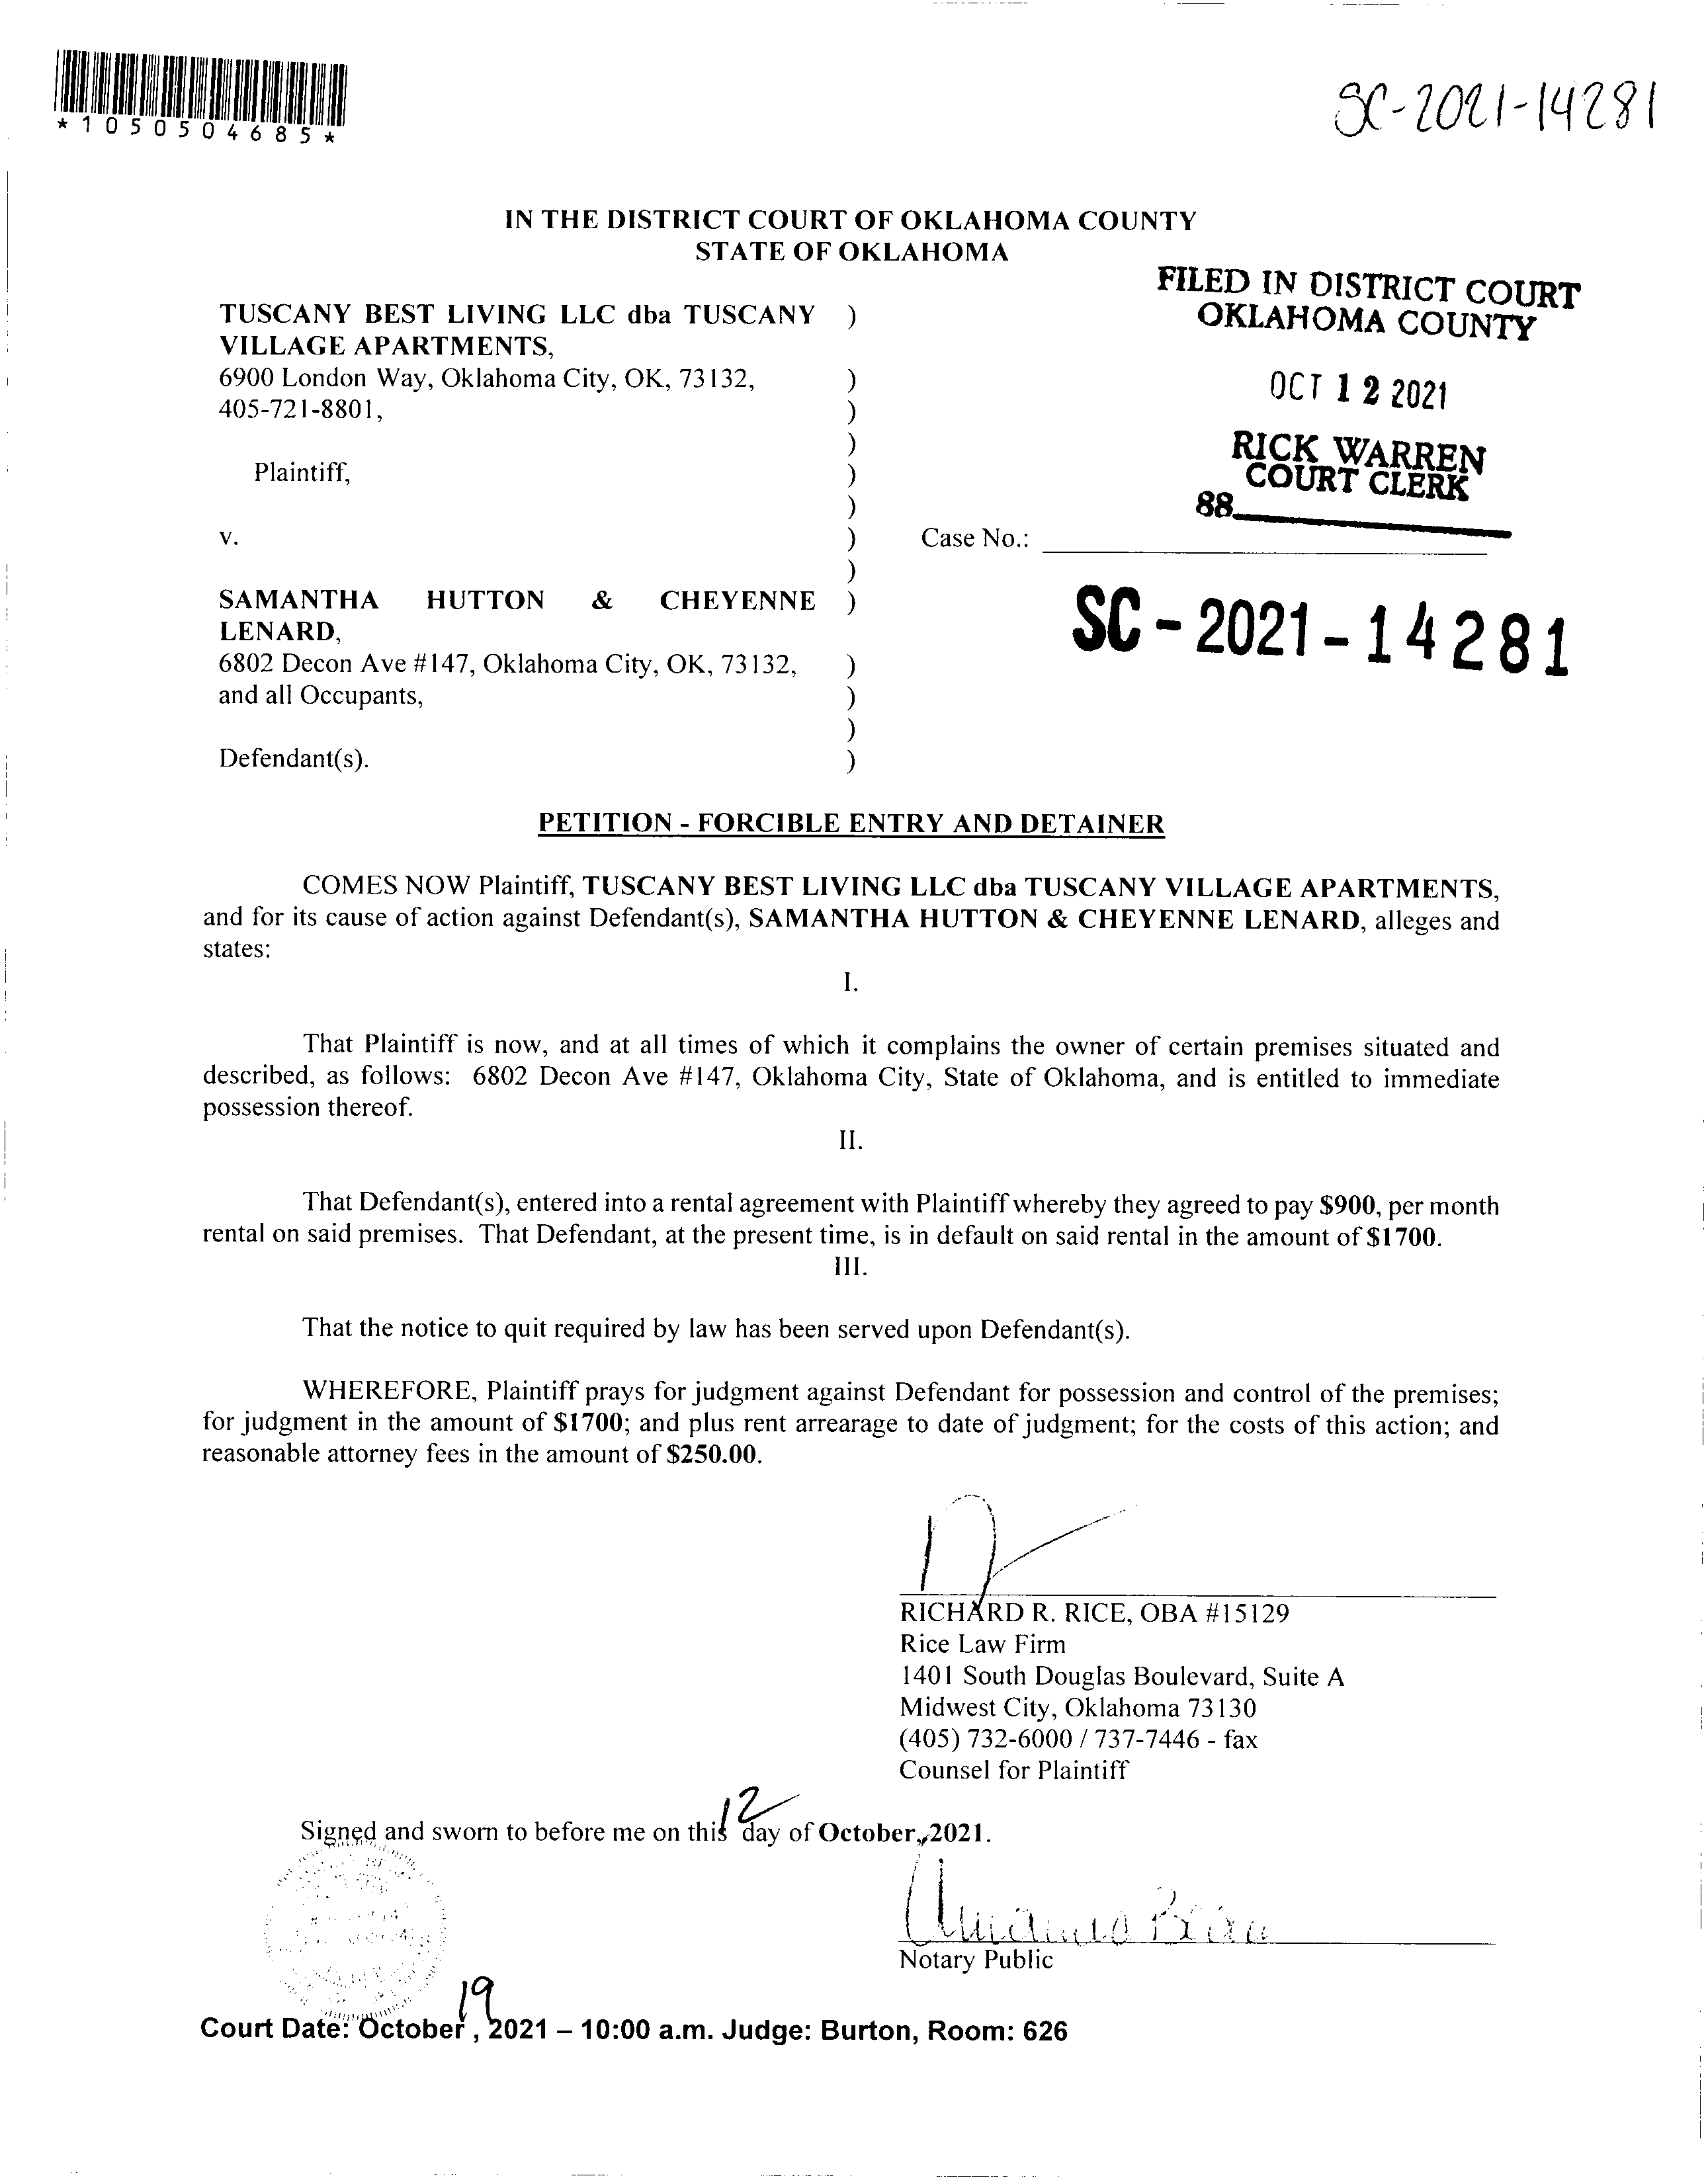 *1050504685*
SC-2021-14281
IN THE DISTRICT COURT OF OKLAHOMA COUNTY
STATE OF OKLAHOMA
FILED IN DISTRICT COURT
OKLAHOMA COUNTY
OCT 12 2021
RICK WARREN
COURT CLERK
88
TUSCANY BEST LIVING LLC dba TUSCANY )
VILLAGE APARTMENTS,
6900 London Way, Oklahoma City, OK, 73132, )
405-721-8801, )
)
Plaintiff, )
)
v. ) Case No.:
)
SAMANTHA HUTTON & CHEYENNE )
LENARD,
SC-2021-14281
6802 Decon Ave #147, Oklahoma City, OK, 73132, )
and all Occupants, )
)
Defendant(s). )
PETITION - FORCIBLE ENTRY AND DETAINER
COMES NOW Plaintiff, TUSCANY BEST LIVING LLC dba TUSCANY VILLAGE APARTMENTS,
and for its cause of action against Defendant(s), SAMANTHA HUTTON & CHEYENNE LENARD, alleges and
states:
I.
That Plaintiff is now, and at all times of which it complains the owner of certain premises situated and
described, as follows: 6802 Decon Ave #147, Oklahoma City, State of Oklahoma, and is entitled to immediate
possession thereof.
II.
That Defendant(s), entered into a rental agreement with Plaintiff whereby they agreed to pay $900, per month
rental on said premises. That Defendant, at the present time, is in default on said rental in the amount of $1700.
III.
That the notice to quit required by law has been served upon Defendant(s).
WHEREFORE, Plaintiff prays for judgment against Defendant for possession and control of the premises;
for judgment in the amount of $1700; and plus rent arrearage to date of judgment; for the costs of this action; and
reasonable attorney fees in the amount of $250.00.
RICHARD R. RICE, OBA #15129
Rice Law Firm
1401 South Douglas Boulevard, Suite A
Midwest City, Oklahoma 73130
(405) 732-6000 / 737-7446 - fax
Counsel for Plaintiff
Signed and sworn to before me on this 12 day of October, 2021.
Notary Public
Court Date: October 19, 2021 – 10:00 a.m. Judge: Burton, Room: 626